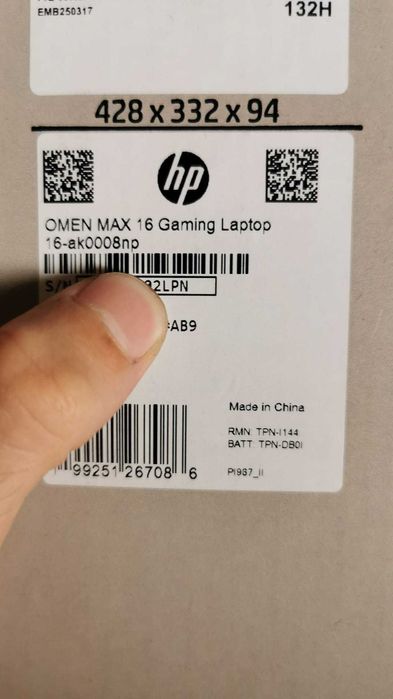 EMB250317
132H
428 x 332 x 94
hp
OMEN MAX 16 Gaming Laptop
16-ak0008np
S/N
2LPN
#AB9
Made in China
RMN: TPN-I144
BATT: TPN-DB0I
99251 26708 6
PI987_II